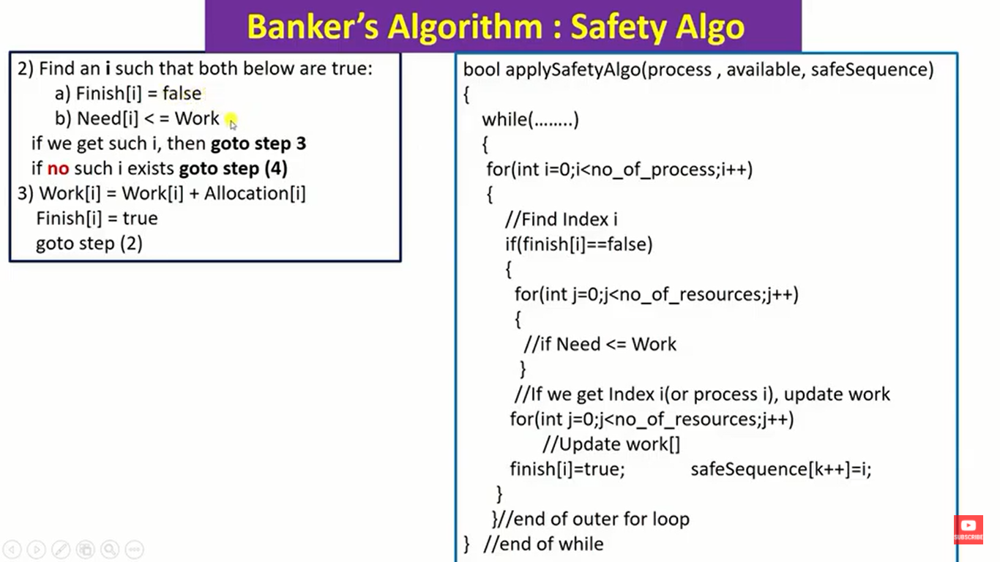 Banker's Algorithm : Safety Algo
2) Find an i such that both below are true:
a) Finish[i] = false
b) Need[i] < = Work
if we get such i, then goto step 3
if no such i exists goto step (4)
3) Work[i] = Work[i] + Allocation[i]
Finish[i] = true
goto step (2)
bool applySafetyAlgo(process , available, safeSequence)
{
while(........)
{
for(int i=0;i<no_of_process;i++)
{
//Find Index i
if(finish[i]==false)
{
for(int j=0;j<no_of_resources;j++)
{
//if Need <= Work
}
//If we get Index i(or process i), update work
for(int j=0;j<no_of_resources;j++)
//Update work[]
finish[i]=true; safeSequence[k++]=i;
}
}//end of outer for loop
} //end of while
SUBSCRIBE